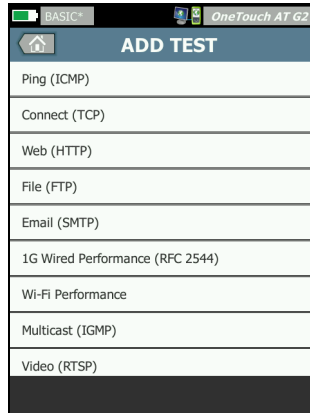 BASIC*
OneTouch AT G2
ADD TEST
Ping (ICMP)
Connect (TCP)
Web (HTTP)
File (FTP)
Email (SMTP)
1G Wired Performance (RFC 2544)
Wi-Fi Performance
Multicast (IGMP)
Video (RTSP)